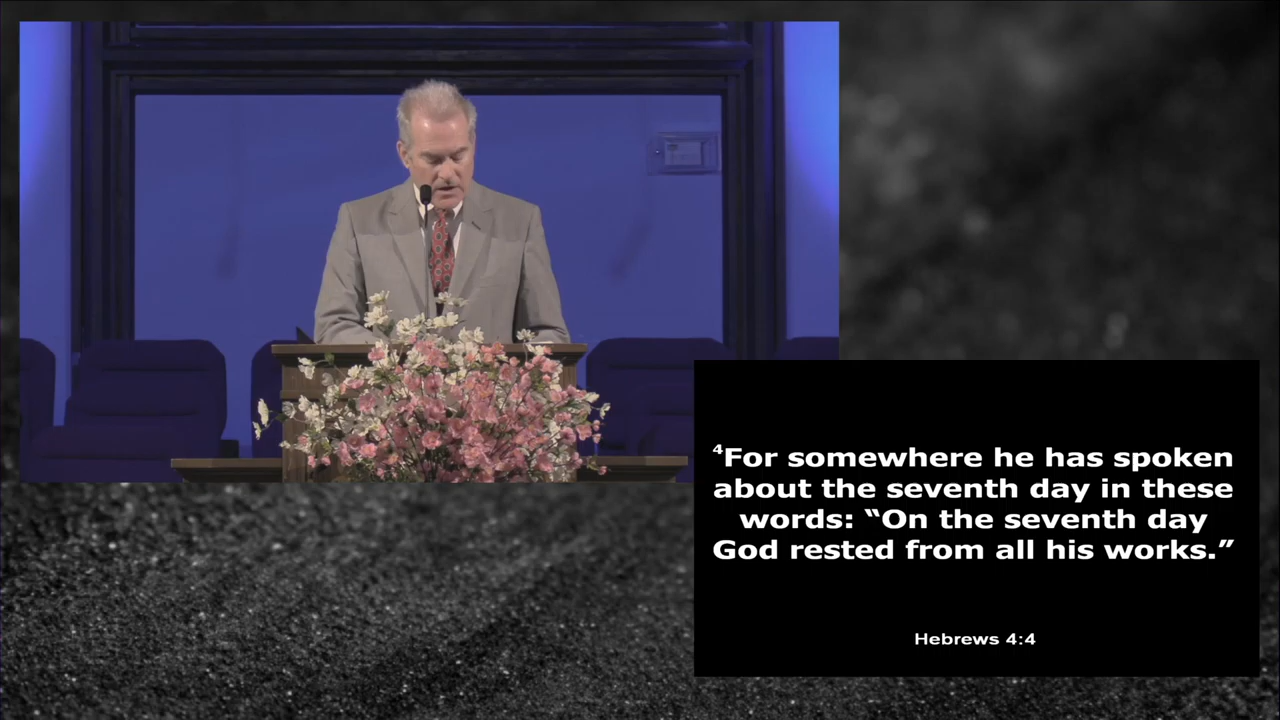 ⁴For somewhere he has spoken
about the seventh day in these
words: “On the seventh day
God rested from all his works.”
Hebrews 4:4